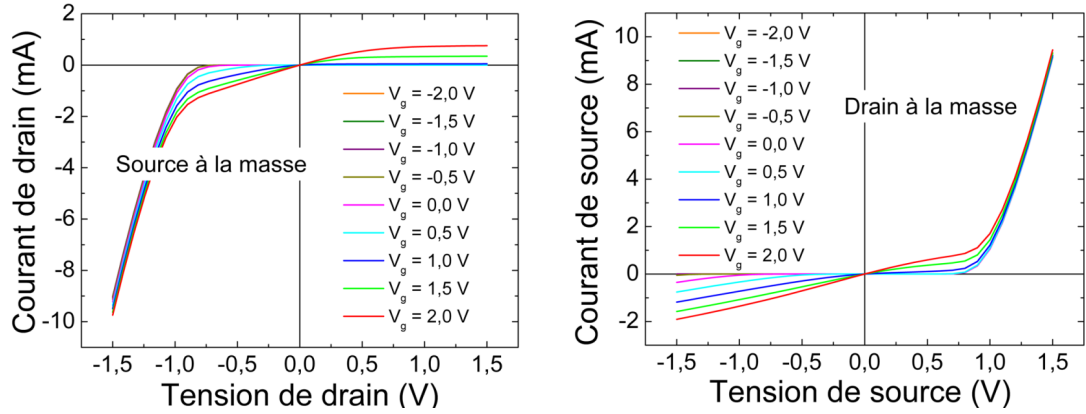 Courant de drain (mA)
2
0
-2
-4
-6
-8
-10
Source à la masse
V_g = -2,0 V
V_g = -1,5 V
V_g = -1,0 V
V_g = -0,5 V
V_g = 0,0 V
V_g = 0,5 V
V_g = 1,0 V
V_g = 1,5 V
V_g = 2,0 V
-1,5 -1,0 -0,5 0,0 0,5 1,0 1,5
Tension de drain (V)
Courant de source (mA)
10
8
6
4
2
0
-2
V_g = -2,0 V
V_g = -1,5 V
V_g = -1,0 V
V_g = -0,5 V
V_g = 0,0 V
V_g = 0,5 V
V_g = 1,0 V
V_g = 1,5 V
V_g = 2,0 V
Drain à la masse
-1,5 -1,0 -0,5 0,0 0,5 1,0 1,5
Tension de source (V)